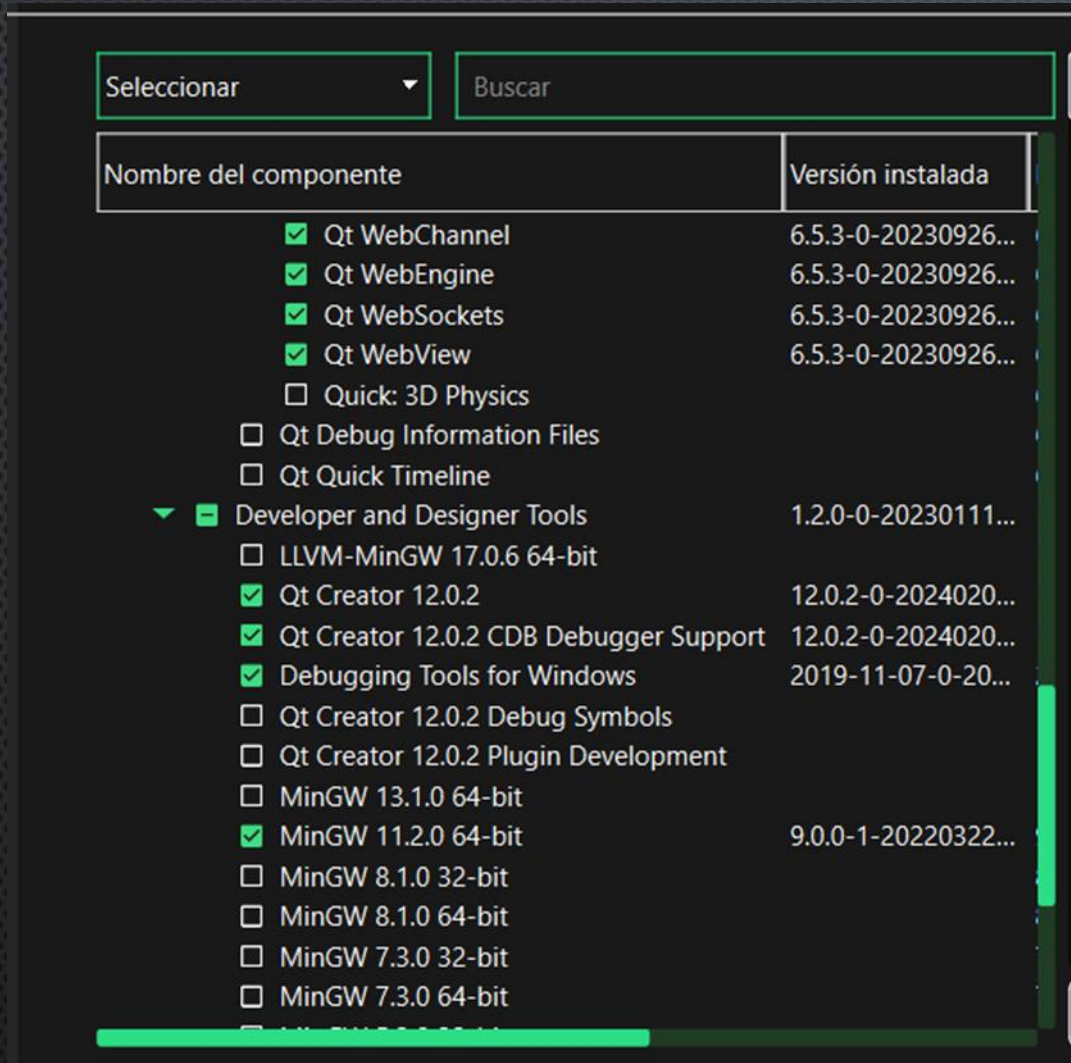 Seleccionar Buscar
Nombre del componente Versión instalada
Qt WebChannel 6.5.3-0-20230926...
Qt WebEngine 6.5.3-0-20230926...
Qt WebSockets 6.5.3-0-20230926...
Qt WebView 6.5.3-0-20230926...
Quick: 3D Physics
Qt Debug Information Files
Qt Quick Timeline
Developer and Designer Tools 1.2.0-0-20230111...
LLVM-MinGW 17.0.6 64-bit
Qt Creator 12.0.2 12.0.2-0-2024020...
Qt Creator 12.0.2 CDB Debugger Support 12.0.2-0-2024020...
Debugging Tools for Windows 2019-11-07-0-20...
Qt Creator 12.0.2 Debug Symbols
Qt Creator 12.0.2 Plugin Development
MinGW 13.1.0 64-bit
MinGW 11.2.0 64-bit 9.0.0-1-20220322...
MinGW 8.1.0 32-bit
MinGW 8.1.0 64-bit
MinGW 7.3.0 32-bit
MinGW 7.3.0 64-bit